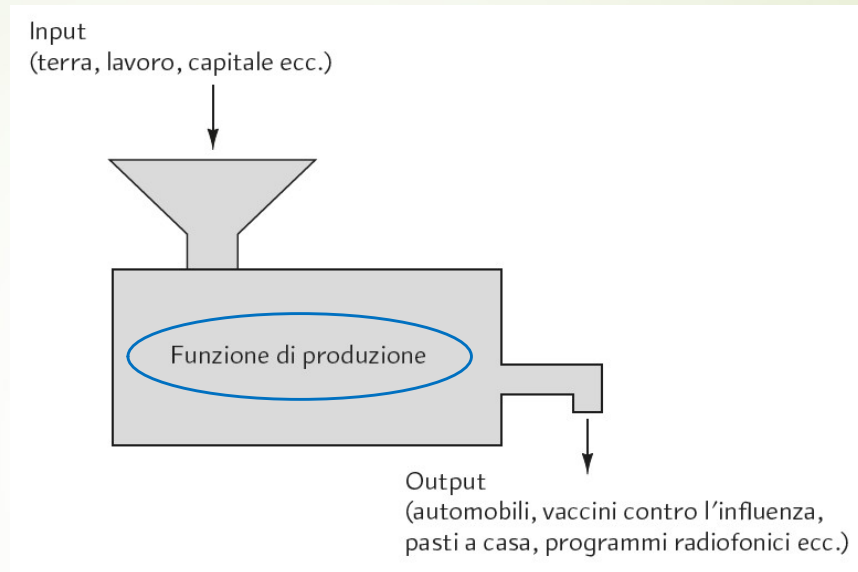 Input
(terra, lavoro, capitale ecc.)
Funzione di produzione
Output
(automobili, vaccini contro l'influenza,
pasti a casa, programmi radiofonici ecc.)